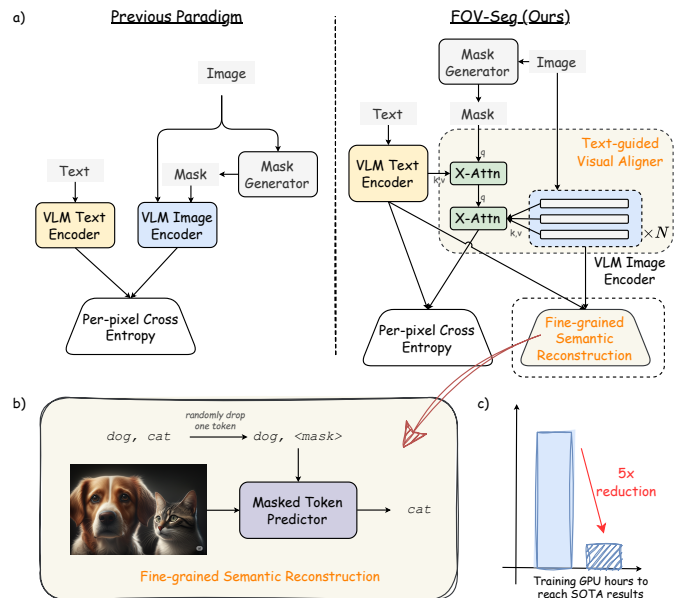 a)
Previous Paradigm
Image
Text
Mask
Mask
Generator
VLM Text
Encoder
VLM Image
Encoder
Per-pixel Cross
Entropy
FOV-Seg (Ours)
Mask
Generator
Image
Text
Mask
Text-guided
Visual Aligner
VLM Text
Encoder
q
k,v
X-Attn
q
X-Attn
k,v
×N
VLM Image
Encoder
Per-pixel Cross
Entropy
Fine-grained
Semantic
Reconstruction
b)
dog, cat
randomly drop
one token
dog, <mask>
Masked Token
Predictor
cat
Fine-grained Semantic Reconstruction
c)
5x
reduction
Training GPU hours to
reach SOTA results